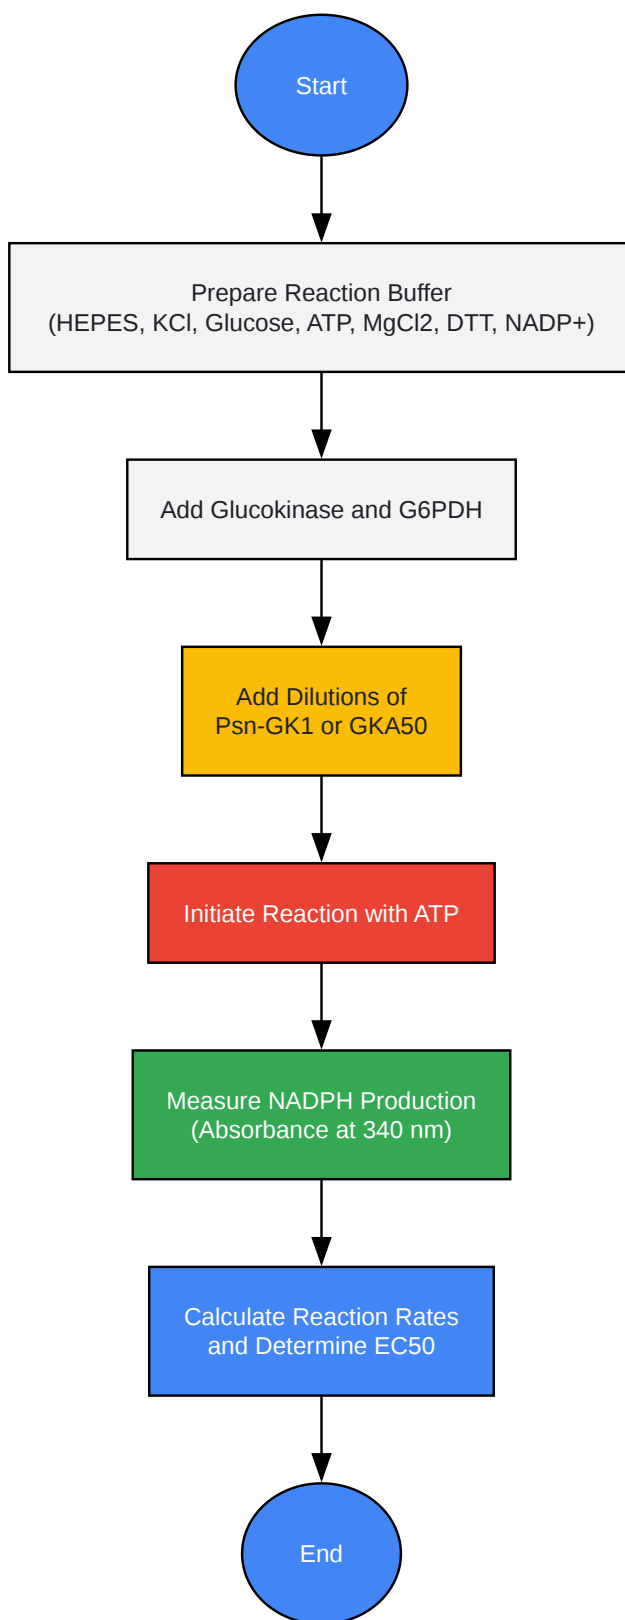 Start
Prepare Reaction Buffer
(HEPES, KCl, Glucose, ATP, MgCl2, DTT, NADP+)
Add Glucokinase and G6PDH
Add Dilutions of
Psn-GK1 or GKA50
Initiate Reaction with ATP
Measure NADPH Production
(Absorbance at 340 nm)
Calculate Reaction Rates
and Determine EC50
End